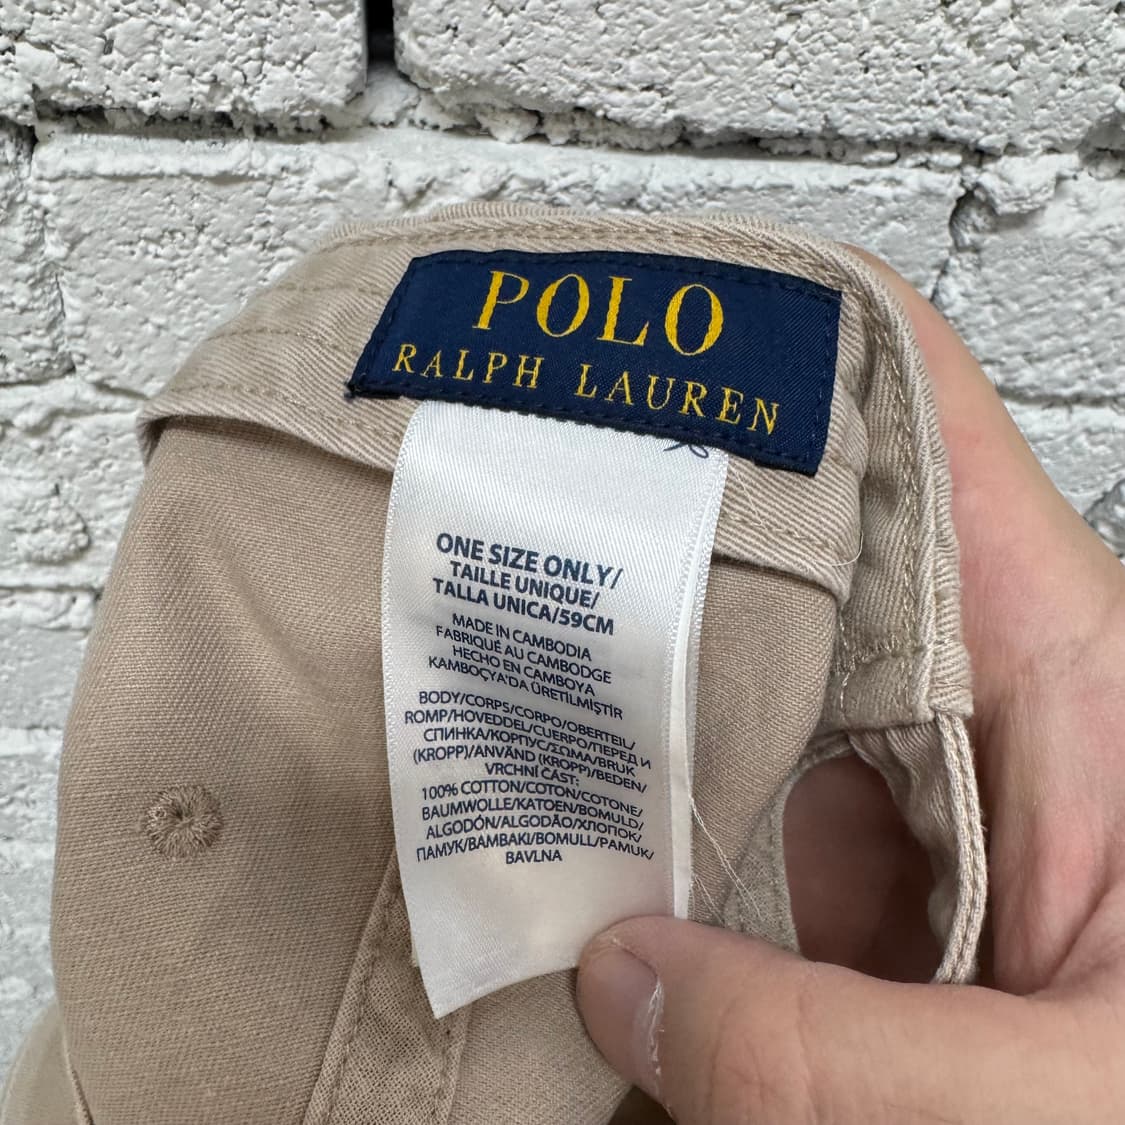 POLO
RALPH LAUREN
ONE SIZE ONLY/
TAILLE UNIQUE/
TALLA UNICA/59CM
MADE IN CAMBODIA
FABRIQUÉ AU CAMBODGE
HECHO EN CAMBOYA
KAMBOÇYA'DA ÜRETILMIŞTIR
BODY/CORPS/CORPO/OBERTEIL/
ROMP/HOVEDDEL/CUERPO/ПЕРЕД И
СПИНКА/КОРПУС/ΣΩΜΑ/BRUK
(KROPP)/ANVÄND (KROPP)/BEDEN/
VRCHNÍ ČÁST:
100% COTTON/COTON/COTONE/
BAUMWOLLE/KATOEN/BOMULD/
ALGODÓN/ALGODÃO/ХЛОПОК/
ПАМУК/BAMBAKI/BOMULL/PAMUK/
BAVLNA